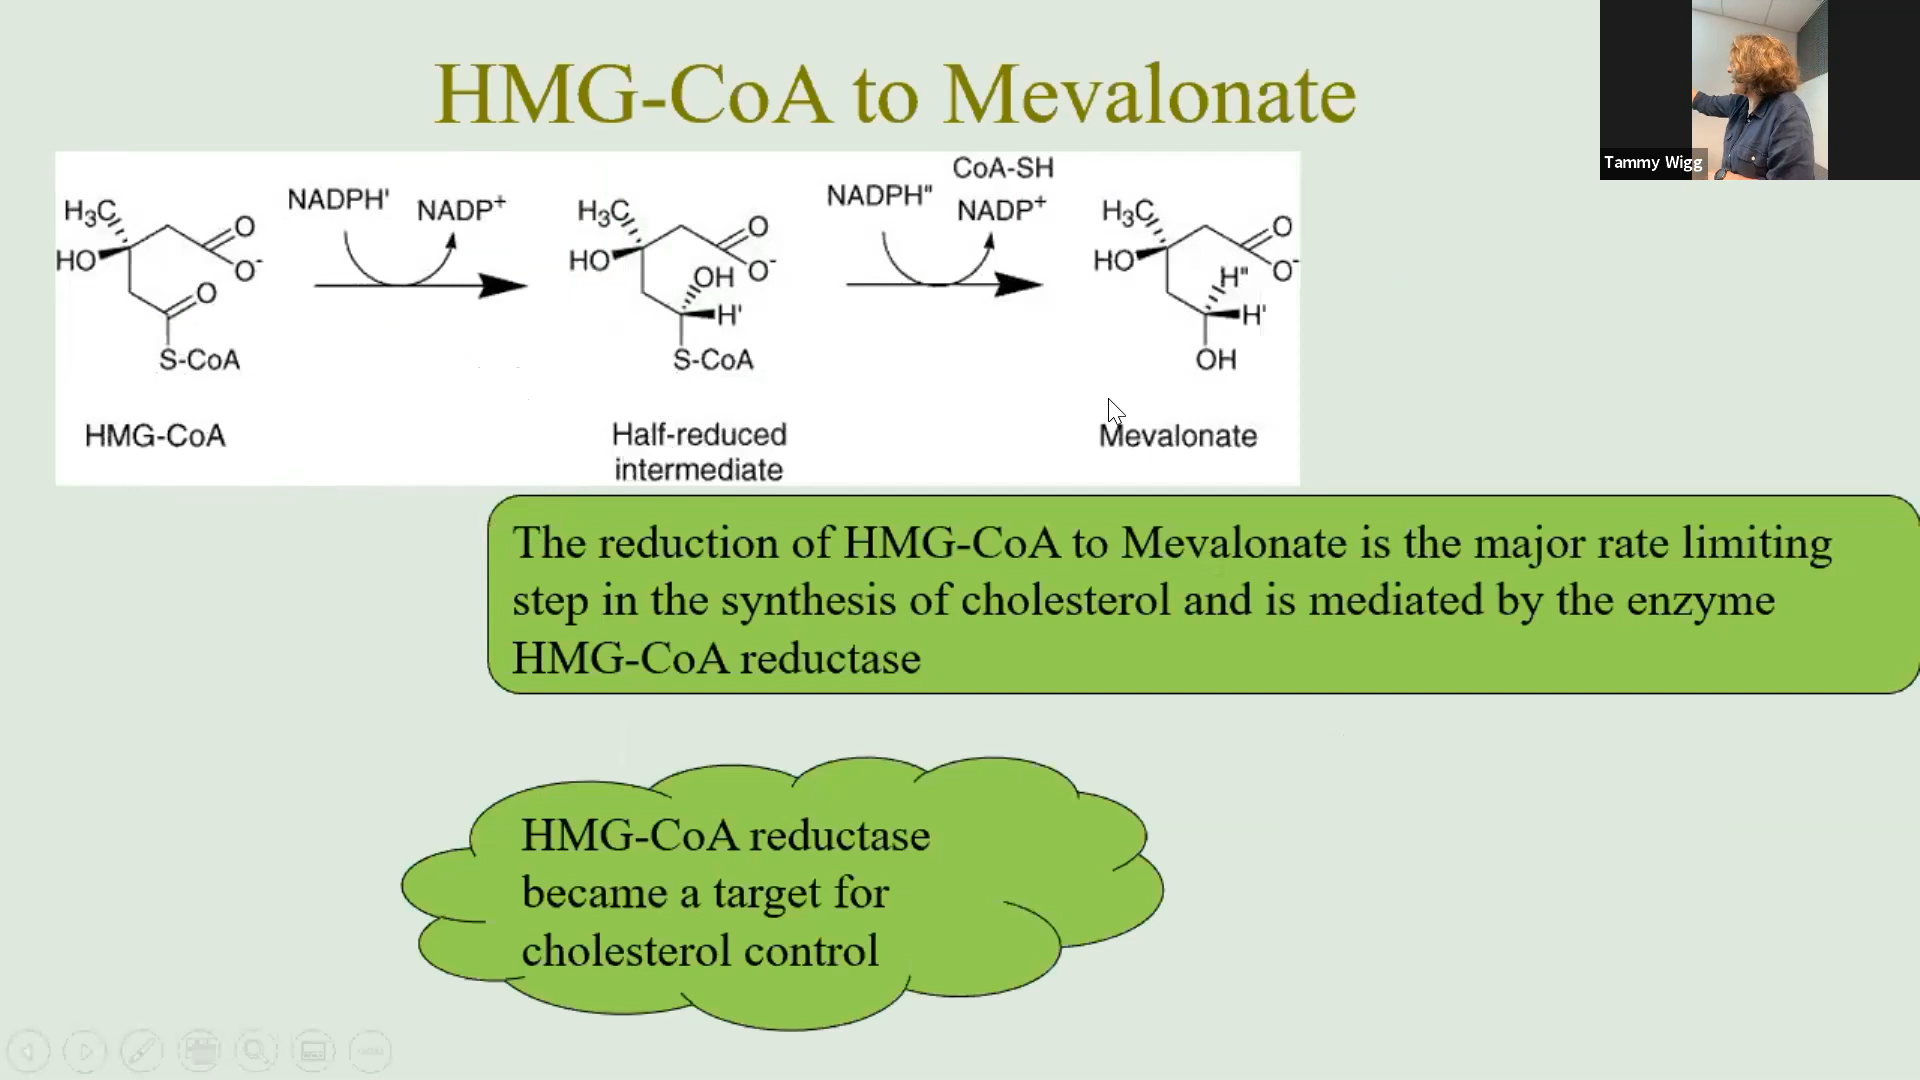 HMG-CoA to Mevalonate
Tammy Wigg
H₃C
HO
O
O⁻
O
S-CoA
HMG-CoA
NADPH'
NADP⁺
H₃C
HO
O
O⁻
OH
H'
S-CoA
Half-reduced
intermediate
NADPH"
CoA-SH
NADP⁺
H₃C
HO
O
O⁻
H"
H'
OH
Mevalonate
The reduction of HMG-CoA to Mevalonate is the major rate limiting
step in the synthesis of cholesterol and is mediated by the enzyme
HMG-CoA reductase
HMG-CoA reductase
became a target for
cholesterol control